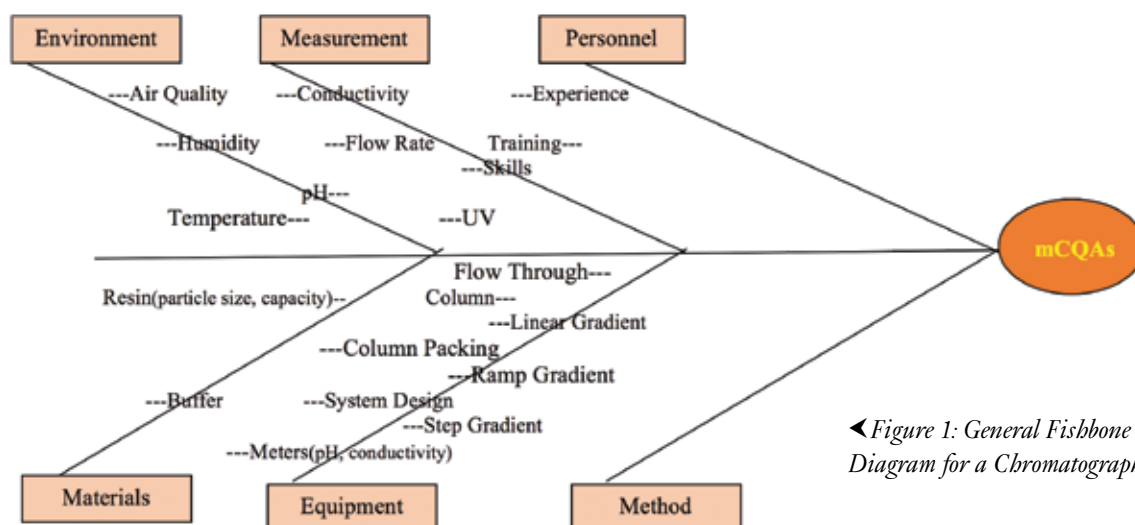 Environment
Measurement
Personnel
---Air Quality
---Conductivity
---Experience
---Humidity
---Flow Rate
Training---
---Skills
pH---
Temperature---
---UV
mCQAs
Flow Through---
Resin(particle size, capacity)--
Column---
---Linear Gradient
---Column Packing
---Ramp Gradient
---Buffer
---System Design
---Step Gradient
---Meters(pH, conductivity)
Materials
Equipment
Method
⮜Figure 1: General Fishbone
Diagram for a Chromatograph